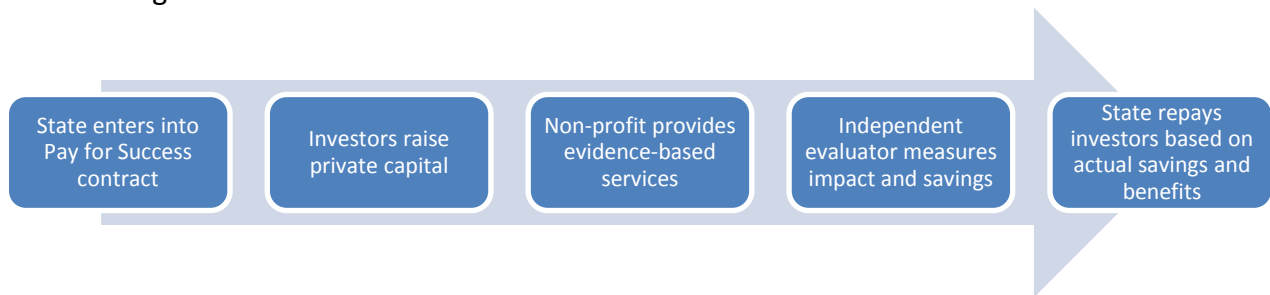 State enters into
Pay for Success
contract
Investors raise
private capital
Non-profit provides
evidence-based
services
Independent
evaluator measures
impact and savings
State repays
investors based on
actual savings and
benefits